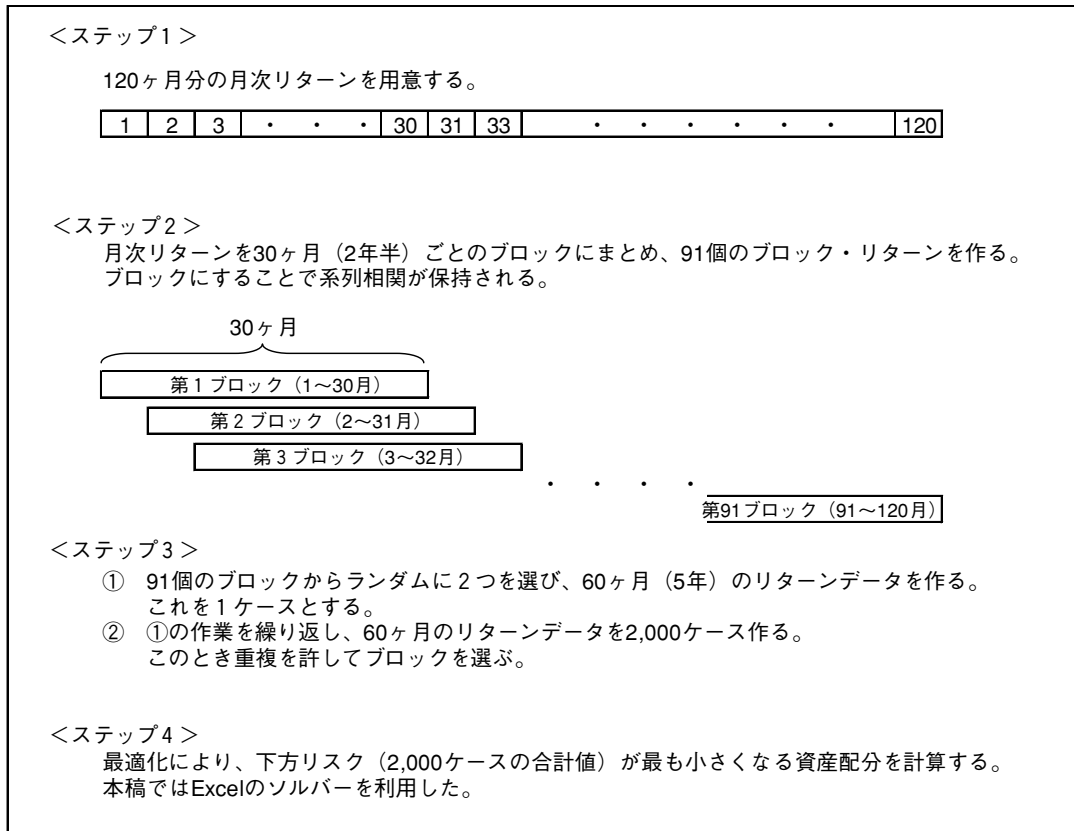 ＜ステップ1＞
120ヶ月分の月次リターンを用意する。
1 2 3 ・ ・ ・ 30 31 33 ・ ・ ・ ・ ・ ・ 120
＜ステップ2＞
月次リターンを30ヶ月（2年半）ごとのブロックにまとめ、91個のブロック・リターンを作る。
ブロックにすることで系列相関が保持される。
30ヶ月
第1ブロック（1～30月）
第2ブロック（2～31月）
第3ブロック（3～32月）
・ ・ ・ ・
第91ブロック（91～120月）
＜ステップ3＞
① 91個のブロックからランダムに2つを選び、60ヶ月（5年）のリターンデータを作る。
これを1ケースとする。
② ①の作業を繰り返し、60ヶ月のリターンデータを2,000ケース作る。
このとき重複を許してブロックを選ぶ。
＜ステップ4＞
最適化により、下方リスク（2,000ケースの合計値）が最も小さくなる資産配分を計算する。
本稿ではExcelのソルバーを利用した。